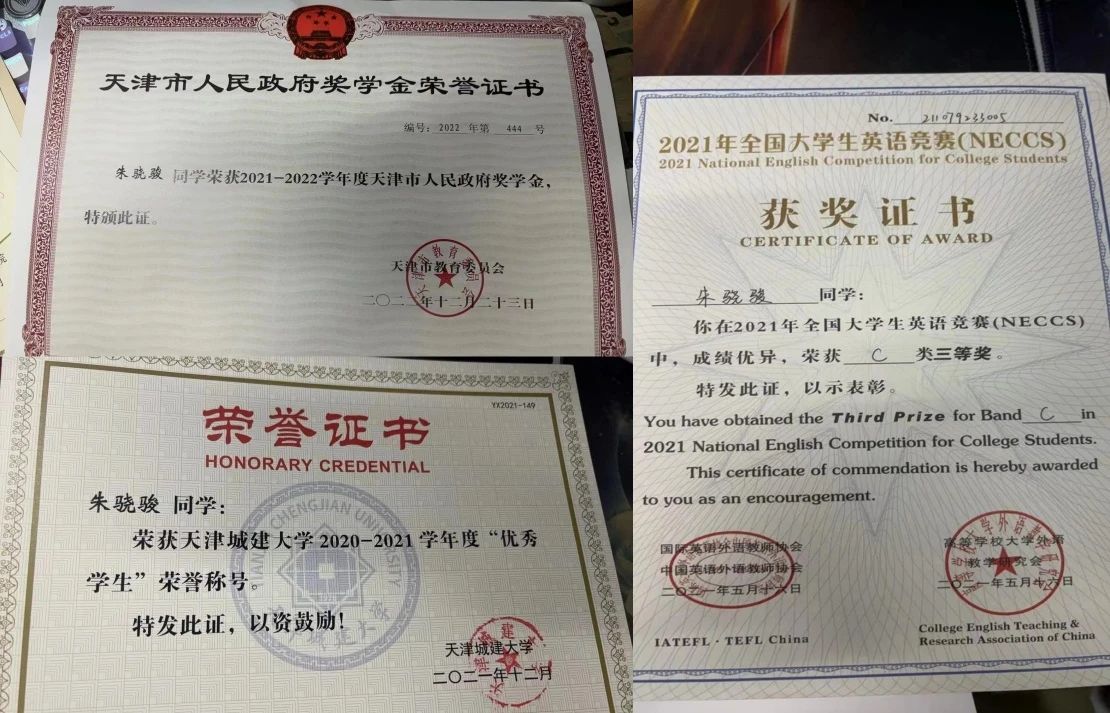 天津市人民政府奖学金荣誉证书
编号：2022 年第 444 号
朱骁骏 同学荣获2021-2022学年度天津市人民政府奖学金，
特颁此证。
天津市教育委员会
二〇二二年十二月二十三日
YX2021-149
荣誉证书
HONORARY CREDENTIAL
朱骁骏 同学：
荣获天津城建大学 2020-2021 学年度“优秀
学生”荣誉称号。
特发此证，以资鼓励！
天津城建大学
二〇二一年十二月
No. 211079233005
2021年全国大学生英语竞赛(NECCS)
2021 National English Competition for College Students
获奖证书
CERTIFICATE OF AWARD
朱骁骏 同学：
你在2021年全国大学生英语竞赛(NECCS)
中，成绩优异，荣获 C 类三等奖。
特发此证，以示表彰。
You have obtained the Third Prize for Band C in
2021 National English Competition for College Students.
This certificate of commendation is hereby awarded
to you as an encouragement.
国际英语外语教师协会
中国英语外语教师协会
二〇二一年五月十六日
IATEFL · TEFL China
高等学校大学外语
教学研究会
二〇二一年五月十六日
College English Teaching &
Research Association of China